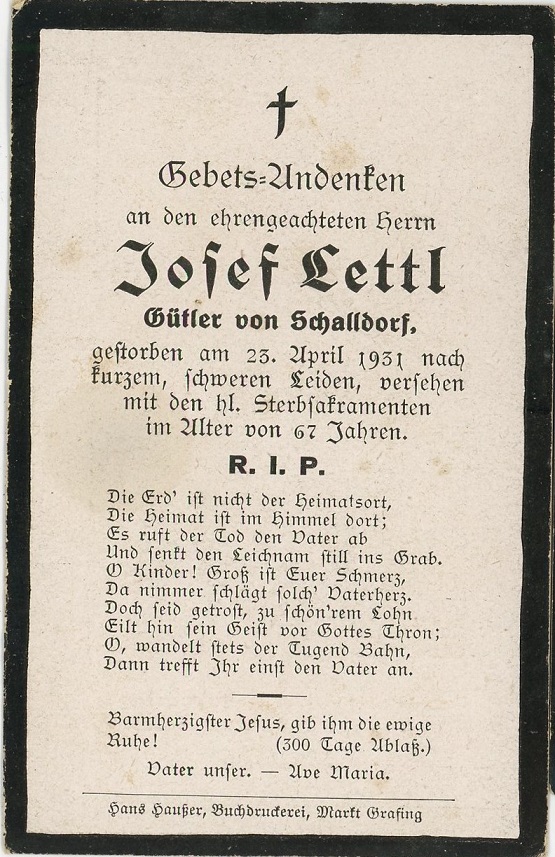 Gebets-Andenken
an den ehrengeachteten Herrn
Josef Lettl
Gütler von Schalldorf,
gestorben am 23. April 1931 nach
kurzem, schweren Leiden, versehen
mit den hl. Sterbsakramenten
im Alter von 67 Jahren.
R. I. P.
Die Erd' ist nicht der Heimatsort,
Die Heimat ist im Himmel dort;
Es ruft der Tod den Vater ab
Und senkt den Leichnam still ins Grab.
O Kinder! Groß ist Euer Schmerz,
Da nimmer schlägt solch' Vaterherz.
Doch seid getrost, zu schön'rem Lohn
Eilt hin sein Geist vor Gottes Thron;
O, wandelt stets der Tugend Bahn,
Dann trefft Ihr einst den Vater an.
Barmherzigster Jesus, gib ihm die ewige
Ruhe! (300 Tage Ablaß.)
Vater unser. — Ave Maria.
Hans Haußer, Buchdruckerei, Markt Grafing